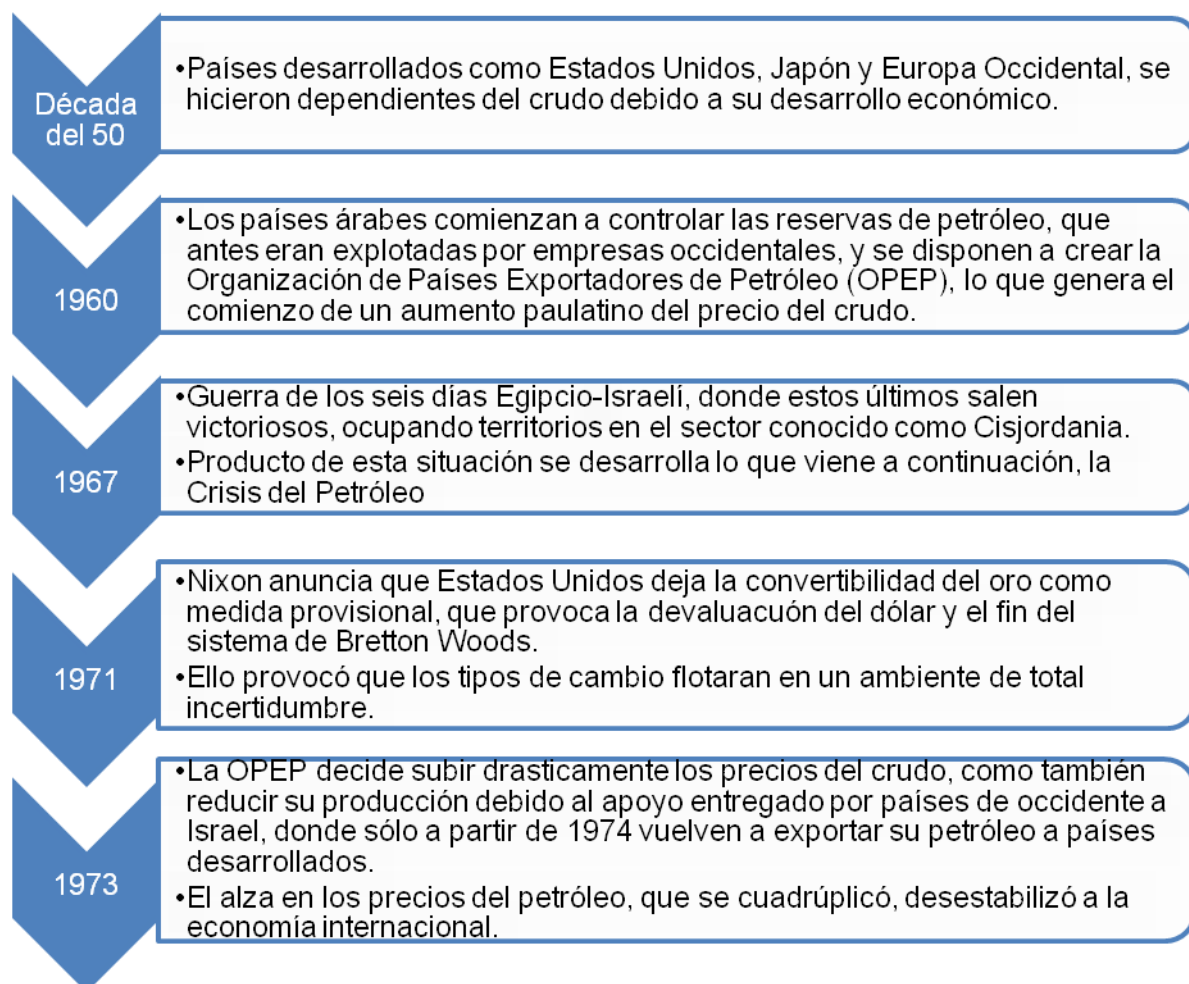 Década
del 50
•Países desarrollados como Estados Unidos, Japón y Europa Occidental, se
hicieron dependientes del crudo debido a su desarrollo económico.
1960
•Los países árabes comienzan a controlar las reservas de petróleo, que
antes eran explotadas por empresas occidentales, y se disponen a crear la
Organización de Países Exportadores de Petróleo (OPEP), lo que genera el
comienzo de un aumento paulatino del precio del crudo.
1967
•Guerra de los seis días Egipcio-Israelí, donde estos últimos salen
victoriosos, ocupando territorios en el sector conocido como Cisjordania.
•Producto de esta situación se desarrolla lo que viene a continuación, la
Crisis del Petróleo
1971
•Nixon anuncia que Estados Unidos deja la convertibilidad del oro como
medida provisional, que provoca la devaluacuón del dólar y el fin del
sistema de Bretton Woods.
•Ello provocó que los tipos de cambio flotaran en un ambiente de total
incertidumbre.
1973
•La OPEP decide subir drasticamente los precios del crudo, como también
reducir su producción debido al apoyo entregado por países de occidente a
Israel, donde sólo a partir de 1974 vuelven a exportar su petróleo a países
desarrollados.
•El alza en los precios del petróleo, que se cuadrúplicó, desestabilizó a la
economía internacional.